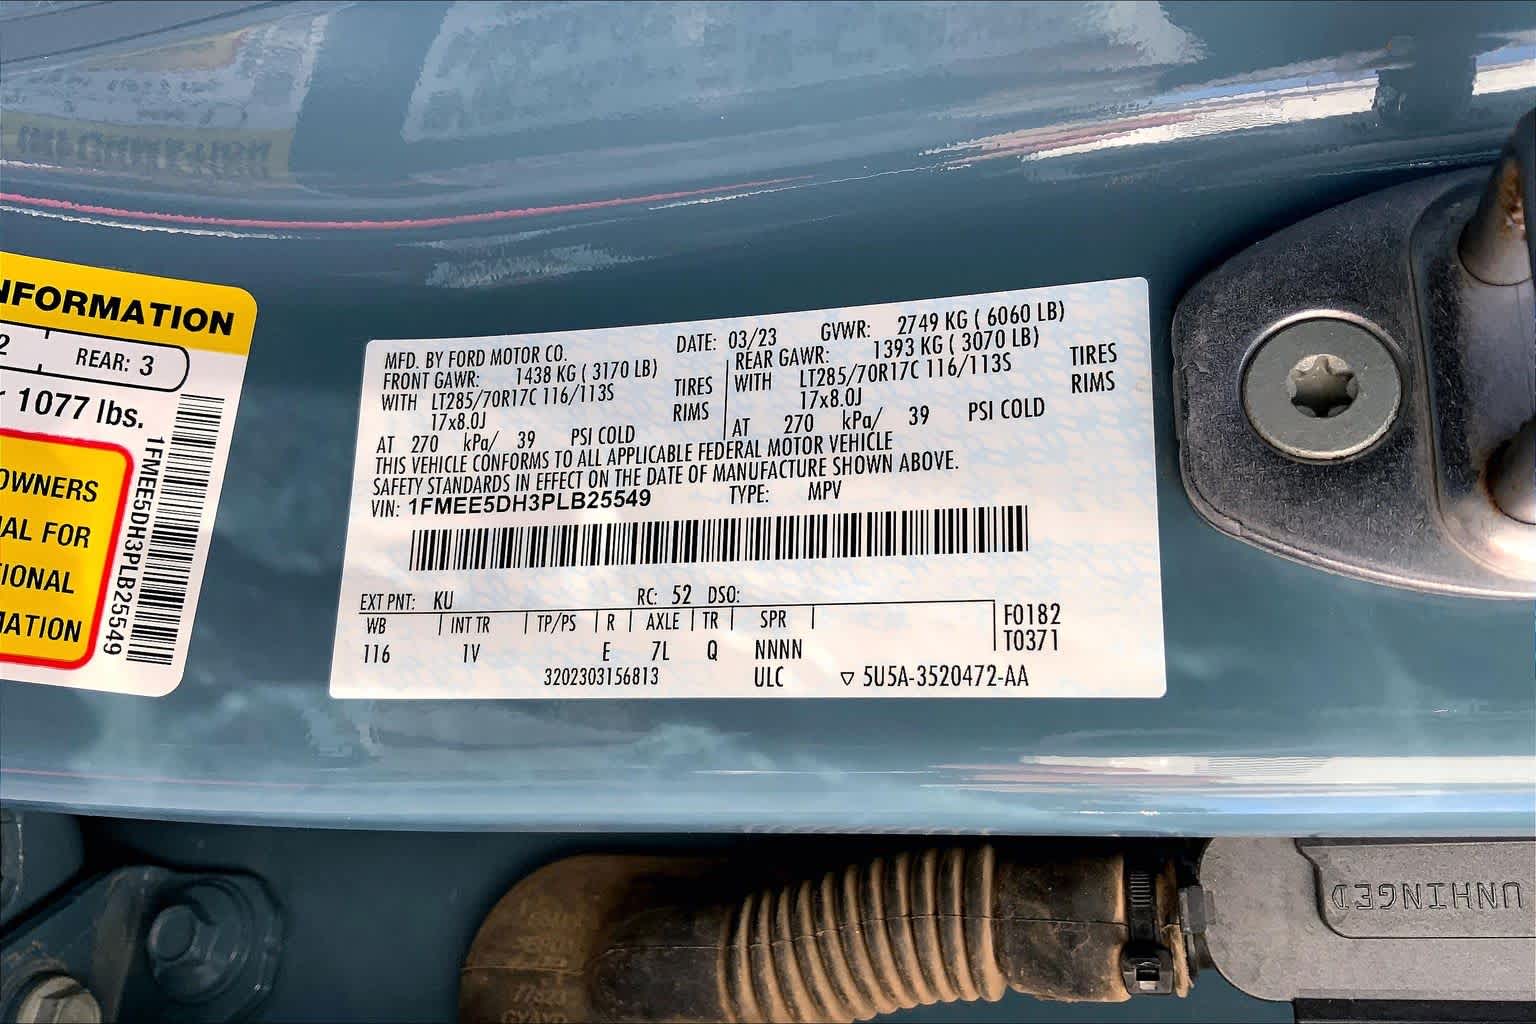 NFORMATION
2 REAR: 3
r 1077 lbs.
OWNERS
AL FOR
TIONAL
MATION
1FMEE5DH3PLB25549
MFD. BY FORD MOTOR CO. DATE: 03/23 GVWR: 2749 KG ( 6060 LB)
FRONT GAWR: 1438 KG ( 3170 LB) REAR GAWR: 1393 KG ( 3070 LB)
WITH LT285/70R17C 116/113S TIRES WITH LT285/70R17C 116/113S TIRES
17x8.0J RIMS 17x8.0J RIMS
AT 270 kPa/ 39 PSI COLD AT 270 kPa/ 39 PSI COLD
THIS VEHICLE CONFORMS TO ALL APPLICABLE FEDERAL MOTOR VEHICLE
SAFETY STANDARDS IN EFFECT ON THE DATE OF MANUFACTURE SHOWN ABOVE.
VIN: 1FMEE5DH3PLB25549 TYPE: MPV
EXT PNT: KU RC: 52 DSO:
WB INT TR TP/PS R AXLE TR SPR F0182
116 1V E 7L Q NNNN T0371
3202303156813 ULC ▽ 5U5A-3520472-AA
UNHINGED